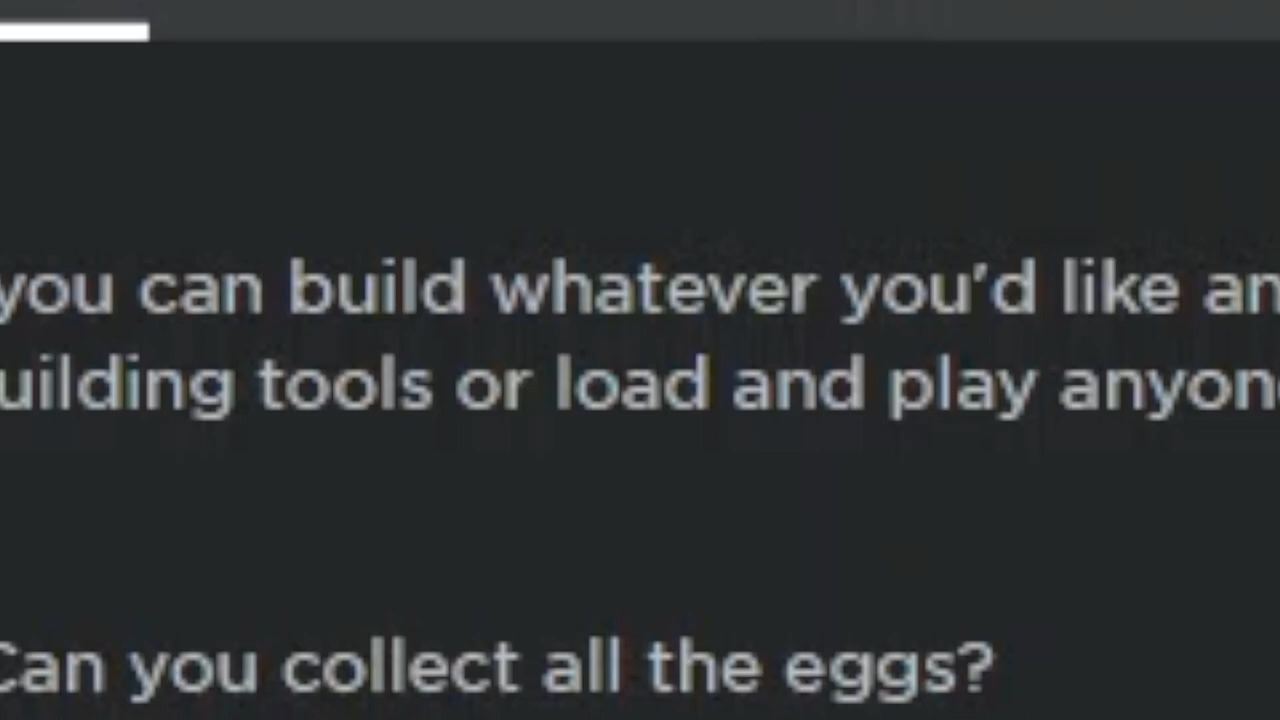 you can build whatever you'd like an
uilding tools or load and play anyon
Can you collect all the eggs?